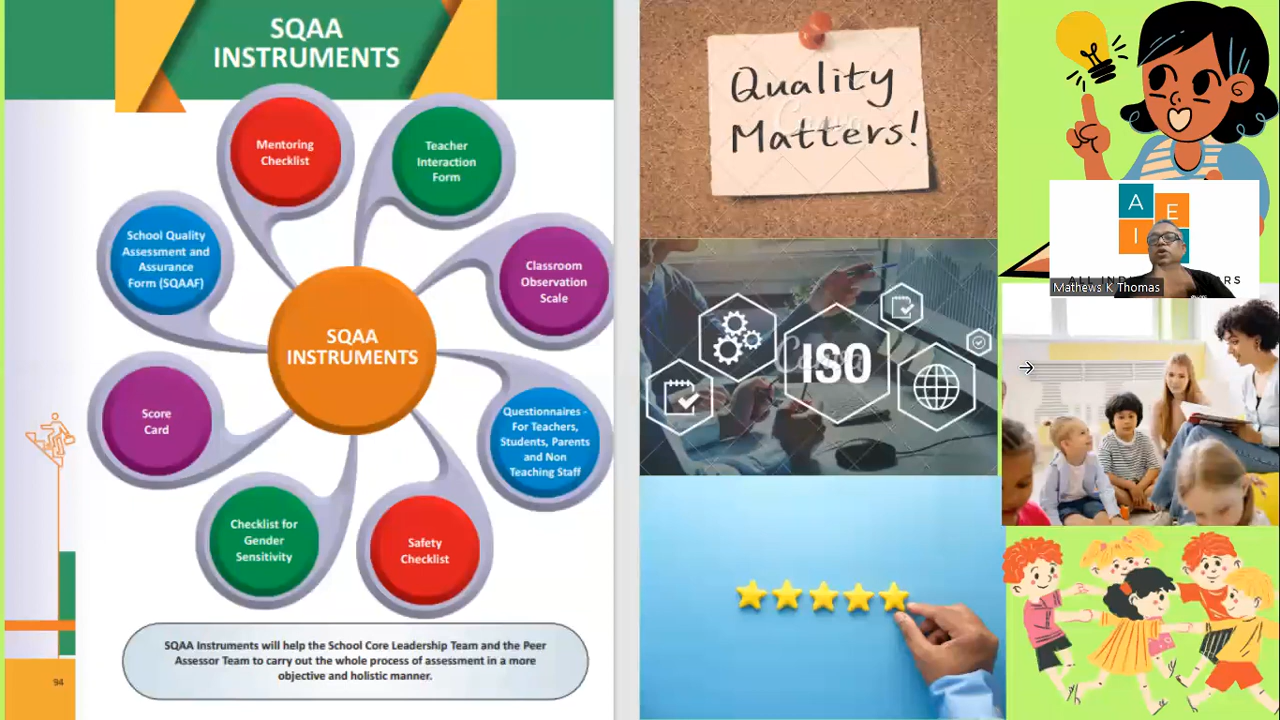 SQAA
INSTRUMENTS
Mentoring
Checklist
Teacher
Interaction
Form
School Quality
Assessment and
Assurance
Form (SQAAF)
Classroom
Observation
Scale
SQAA
INSTRUMENTS
Score
Card
Questionnaires -
For Teachers,
Students, Parents
and Non
Teaching Staff
Checklist for
Gender
Sensitivity
Safety
Checklist
SQAA Instruments will help the School Core Leadership Team and the Peer
Assessor Team to carry out the whole process of assessment in a more
objective and holistic manner.
94
Quality
Matters!
ISO
A E
I
Mathews K Thomas